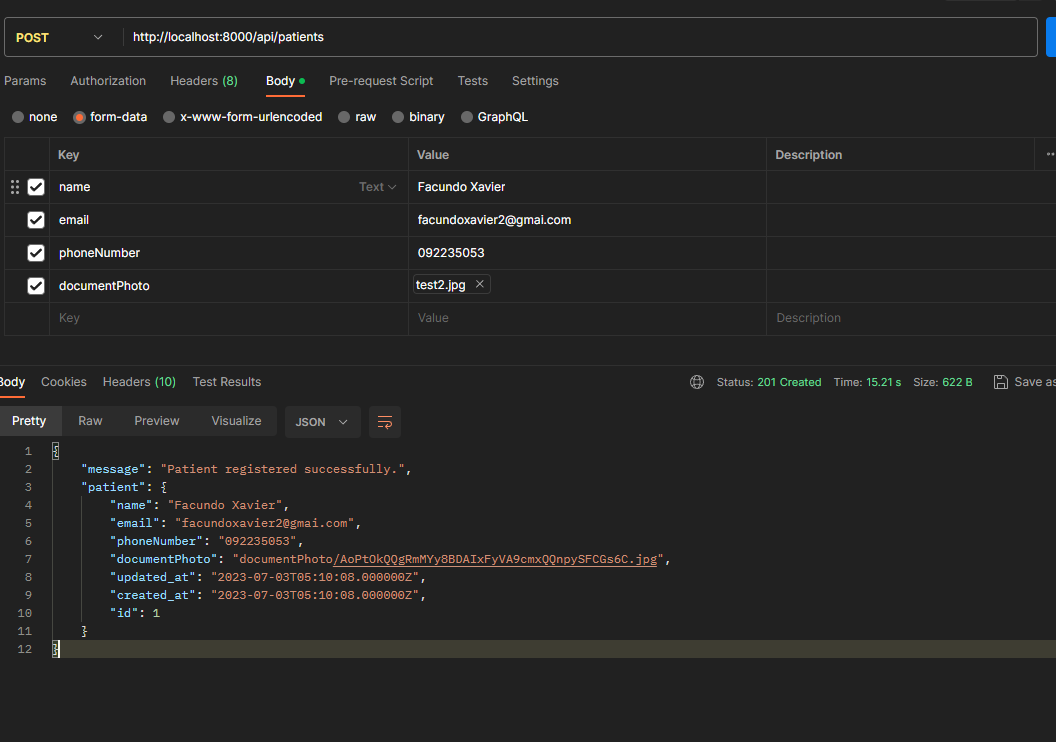 POST http://localhost:8000/api/patients
Params Authorization Headers (8) Body Pre-request Script Tests Settings
none form-data x-www-form-urlencoded raw binary GraphQL
Key Value Description
name Text Facundo Xavier
email facundoxavier2@gmai.com
phoneNumber 092235053
documentPhoto test2.jpg
Key Value Description
Body Cookies Headers (10) Test Results Status: 201 Created Time: 15.21 s Size: 622 B Save as
Pretty Raw Preview Visualize JSON
1 {
2 "message": "Patient registered successfully.",
3 "patient": {
4 "name": "Facundo Xavier",
5 "email": "facundoxavier2@gmai.com",
6 "phoneNumber": "092235053",
7 "documentPhoto": "documentPhoto/AoPtOkQQgRmMYy8BDAIxFyVA9cmxQQnpySFCGs6C.jpg",
8 "updated_at": "2023-07-03T05:10:08.000000Z",
9 "created_at": "2023-07-03T05:10:08.000000Z",
10 "id": 1
11 }
12 }